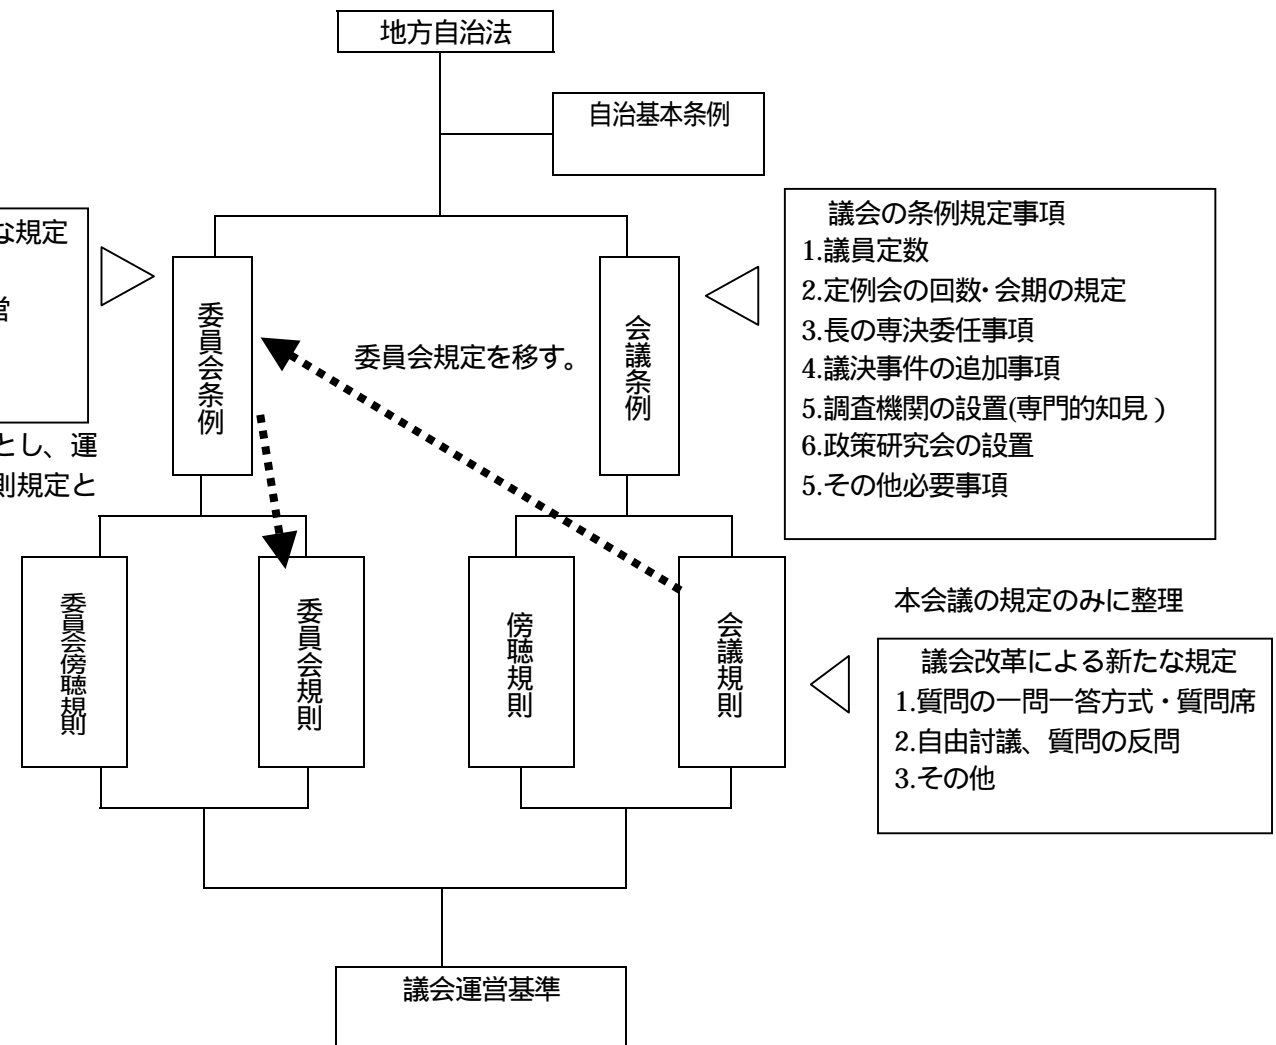 地方自治法
自治基本条例
な規定
営
とし、運
則規定と
委員会条例
委員会規定を移す。
会議条例
議会の条例規定事項
1.議員定数
2.定例会の回数・会期の規定
3.長の専決委任事項
4.議決事件の追加事項
5.調査機関の設置(専門的知見)
6.政策研究会の設置
5.その他必要事項
委員会傍聴規則
委員会規則
傍聴規則
会議規則
本会議の規定のみに整理
議会改革による新たな規定
1.質問の一問一答方式・質問席
2.自由討議、質問の反問
3.その他
議会運営基準